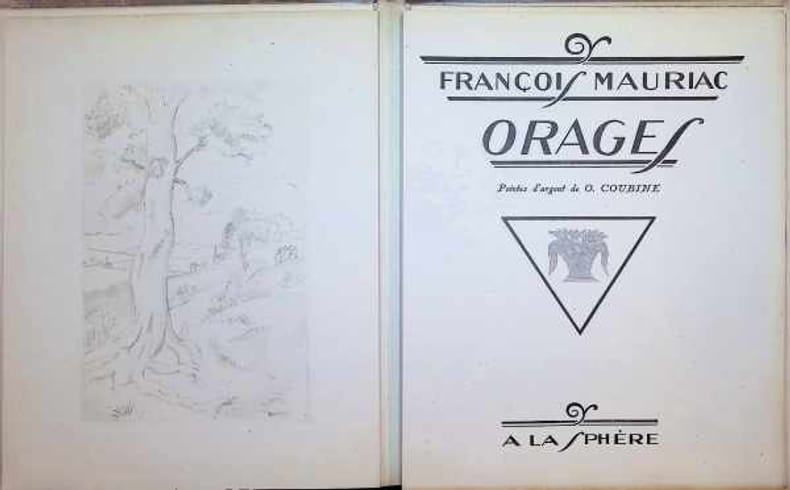 FRANÇOIS MAURIAC
ORAGES
Pointes d'argent de O. COUBINE
A LA SPHÈRE